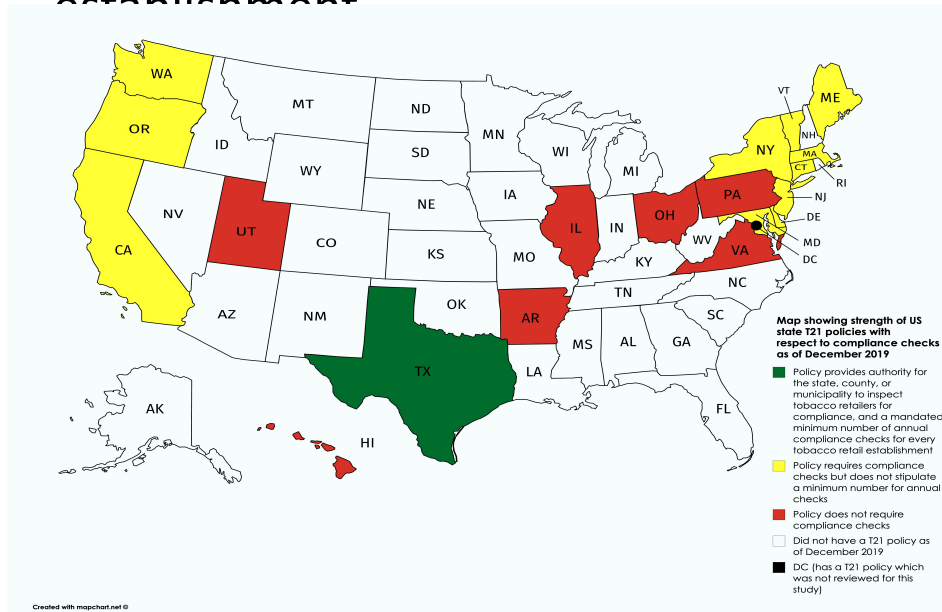 establishment
WA
OR
CA
ID
NV
MT
WY
UT
AZ
CO
NM
ND
SD
NE
KS
OK
TX
MN
IA
MO
AR
LA
WI
IL
MS
MI
IN
KY
TN
AL
OH
WV
VA
NC
SC
GA
FL
PA
NY
VT
NH
ME
MA
CT
RI
NJ
DE
MD
DC
AK
HI
Map showing strength of US
state T21 policies with
respect to compliance checks
as of December 2019
Policy provides authority for
the state, county, or
municipality to inspect
tobacco retailers for
compliance, and a mandated
minimum number of annual
compliance checks for every
tobacco retail establishment
Policy requires compliance
checks but does not stipulate
a minimum number for annual
checks
Policy does not require
compliance checks
Did not have a T21 policy as
of December 2019
DC (has a T21 policy which
was not reviewed for this
study)
Created with mapchart.net ©